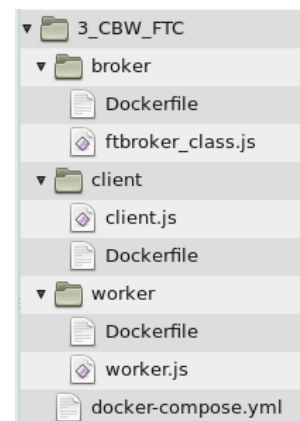 3_CBW_FTC
broker
Dockerfile
ftbroker_class.js
client
client.js
Dockerfile
worker
Dockerfile
worker.js
docker-compose.yml